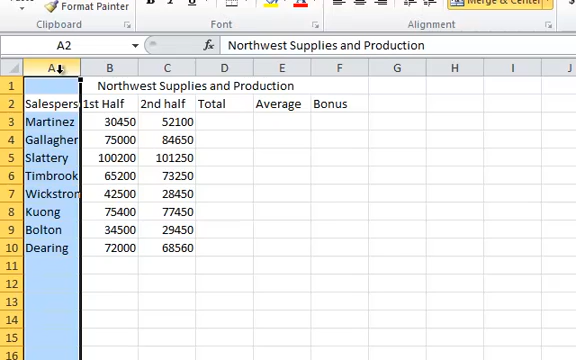 Format Painter
Merge & Center
Clipboard
Font
Alignment
A2 fx Northwest Supplies and Production
A B C D E F G H I J
1 Northwest Supplies and Production
2 Salespers 1st Half 2nd half Total Average Bonus
3 Martinez 30450 52100
4 Gallagher 75000 84650
5 Slattery 100200 101250
6 Timbrook 65200 73250
7 Wickstron 42500 28450
8 Kuong 75400 77450
9 Bolton 34500 29450
10 Dearing 72000 68560
11
12
13
14
15
16